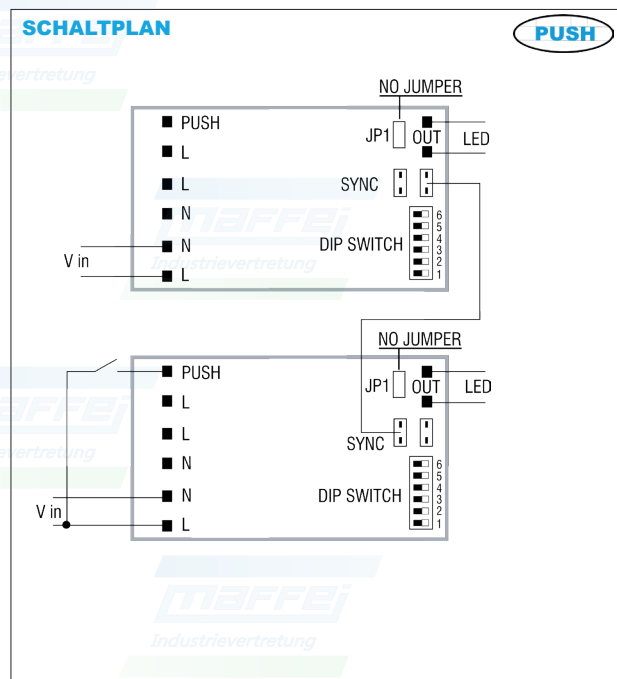 SCHALTPLAN
PUSH
NO JUMPER
PUSH
JP1 OUT LED
L
L
SYNC
N
6
5
4
3
2
1
DIP SWITCH
N
V in
L
NO JUMPER
PUSH
JP1 OUT LED
L
L
SYNC
N
6
5
4
3
2
1
DIP SWITCH
N
V in
L
maffei
Industrievertretung
maffei
Industrievertretung